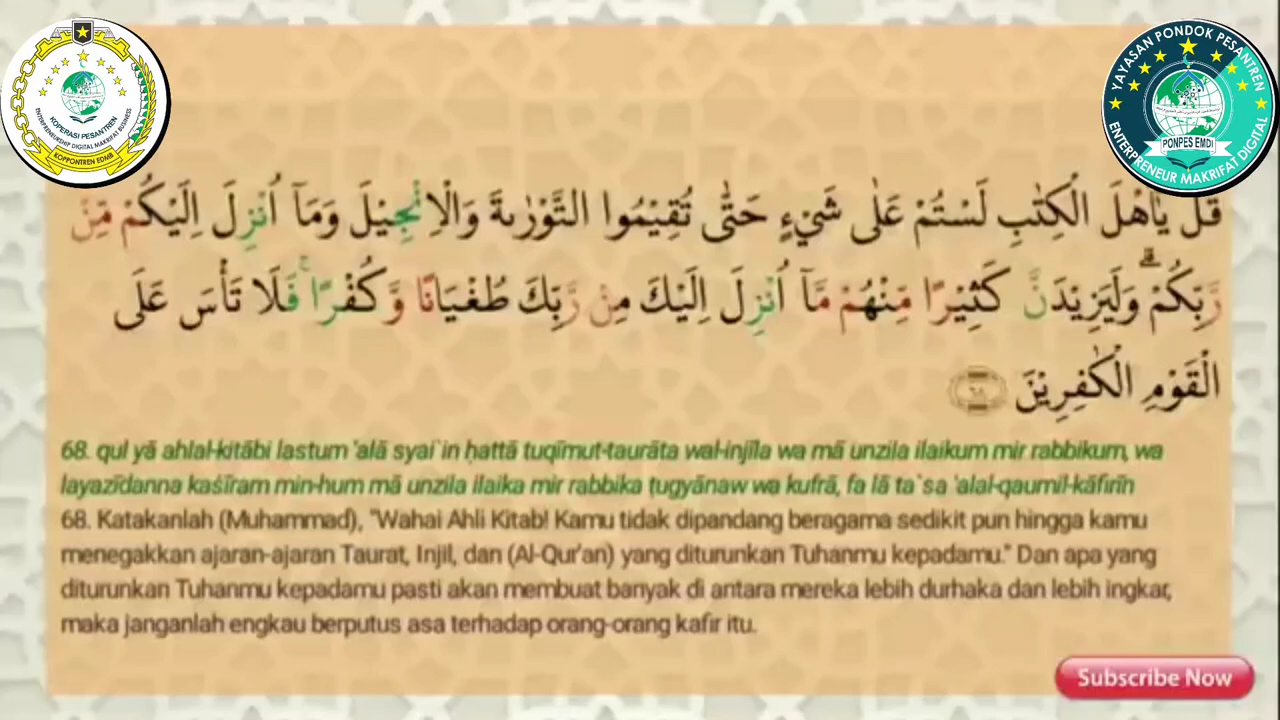 KOPERASI PESANTREN
ENTREPRENEURSHIP DIGITAL MAKRIFAT BUSINESS
KOPPONTREN EDMB
YAYASAN PONDOK PESANTREN
PONPES EMDI
ENTERPRENEUR MAKRIFAT DIGITAL
قُلْ يٰٓاَهْلَ الْكِتٰبِ لَسْتُمْ عَلٰى شَيْءٍ حَتّٰى تُقِيْمُوا التَّوْرٰىةَ وَالْاِنْجِيْلَ وَمَآ اُنْزِلَ اِلَيْكُمْ مِّنْ
رَّبِّكُمْ ۗ وَلَيَزِيْدَنَّ كَثِيْرًا مِّنْهُمْ مَّآ اُنْزِلَ اِلَيْكَ مِنْ رَّبِّكَ طُغْيَانًا وَّكُفْرًاۚ فَلَا تَأْسَ عَلَى
الْقَوْمِ الْكٰفِرِيْنَ ٦٨
68. qul yā ahlal-kitābi lastum 'alā syai`in ḥattā tuqīmut-taurāta wal-injīla wa mā unzila ilaikum mir rabbikum, wa
layazīdanna kaṡīram min-hum mā unzila ilaika mir rabbika ṭugyānaw wa kufrā, fa lā ta`sa 'alal-qaumil-kāfirīn
68. Katakanlah (Muhammad), "Wahai Ahli Kitab! Kamu tidak dipandang beragama sedikit pun hingga kamu
menegakkan ajaran-ajaran Taurat, Injil, dan (Al-Qur'an) yang diturunkan Tuhanmu kepadamu." Dan apa yang
diturunkan Tuhanmu kepadamu pasti akan membuat banyak di antara mereka lebih durhaka dan lebih ingkar,
maka janganlah engkau berputus asa terhadap orang-orang kafir itu.
Subscribe Now